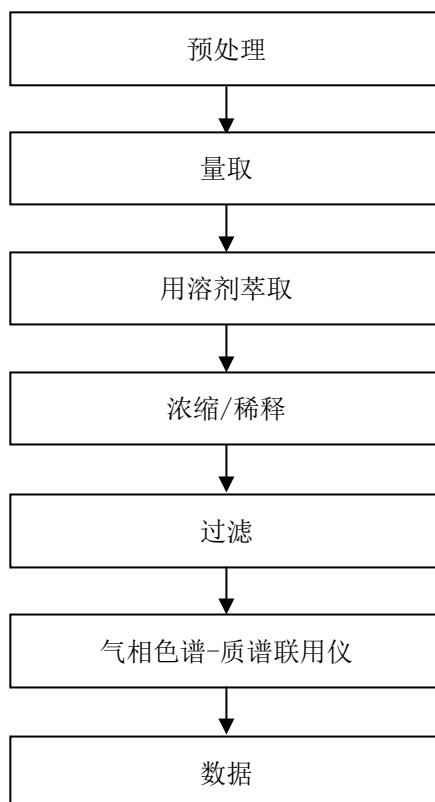 预处理
量取
用溶剂萃取
浓缩/稀释
过滤
气相色谱-质谱联用仪
数据